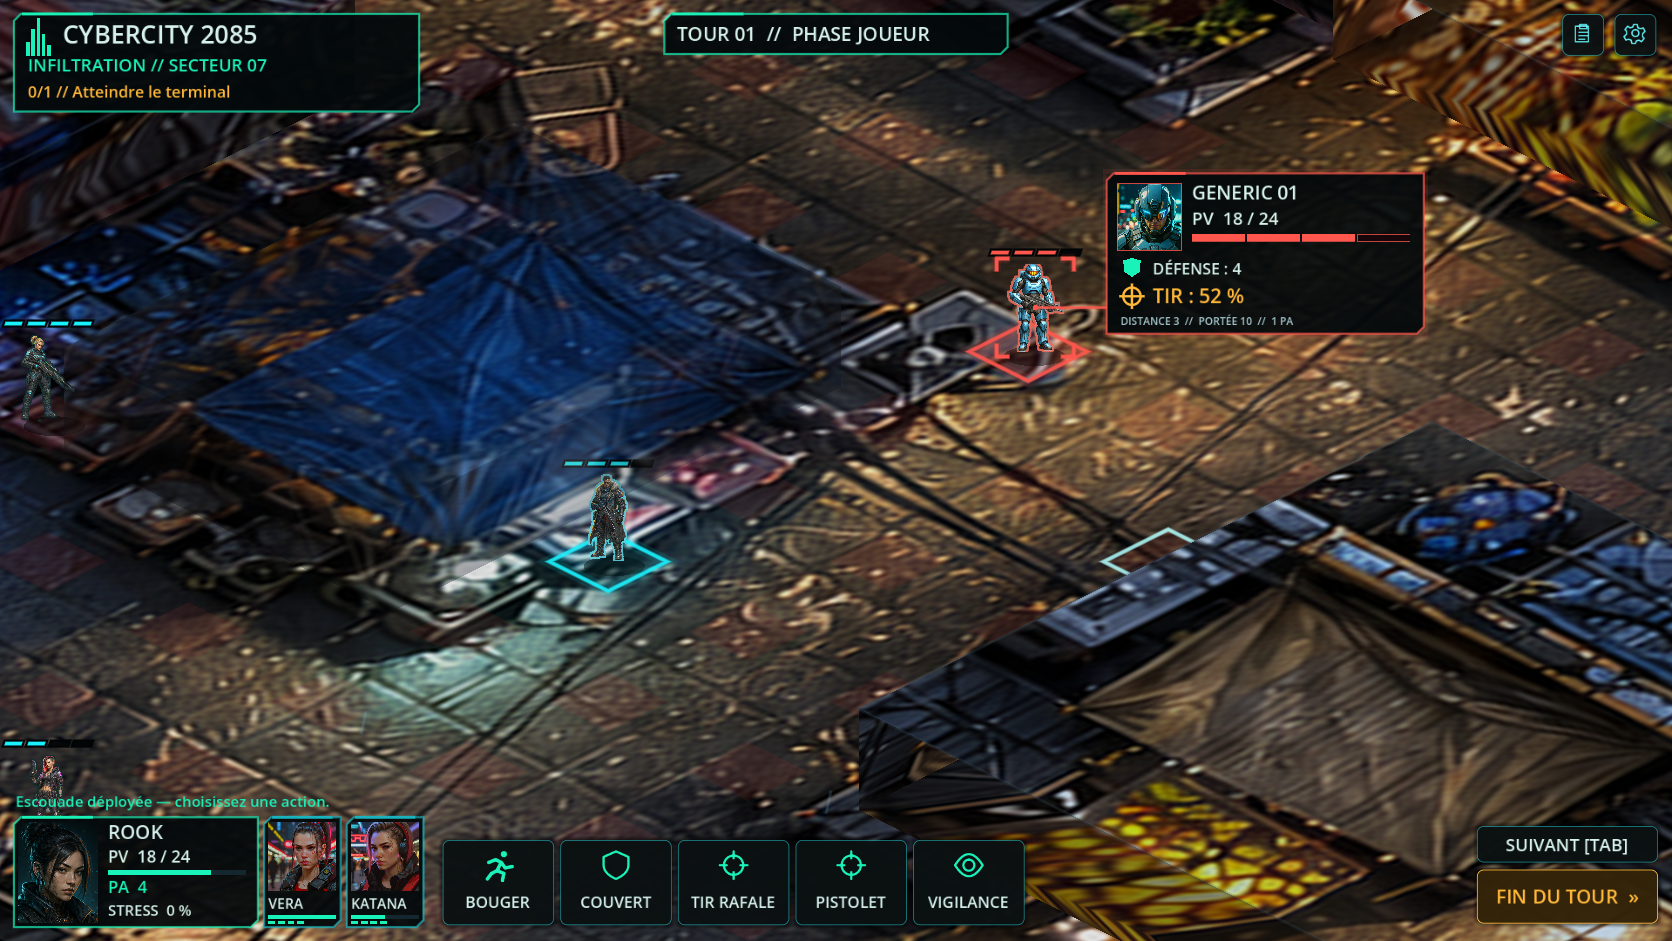 CYBERCITY 2085
INFILTRATION // SECTEUR 07
0/1 // Atteindre le terminal
TOUR 01 // PHASE JOUEUR
GENERIC 01
PV 18 / 24
DÉFENSE : 4
TIR : 52 %
DISTANCE 3 // PORTÉE 10 // 1 PA
Escouade déployée — choisissez une action.
ROOK
PV 18 / 24
PA 4
STRESS 0 %
VERA
KATANA
BOUGER
COUVERT
TIR RAFALE
PISTOLET
VIGILANCE
SUIVANT [TAB]
FIN DU TOUR »